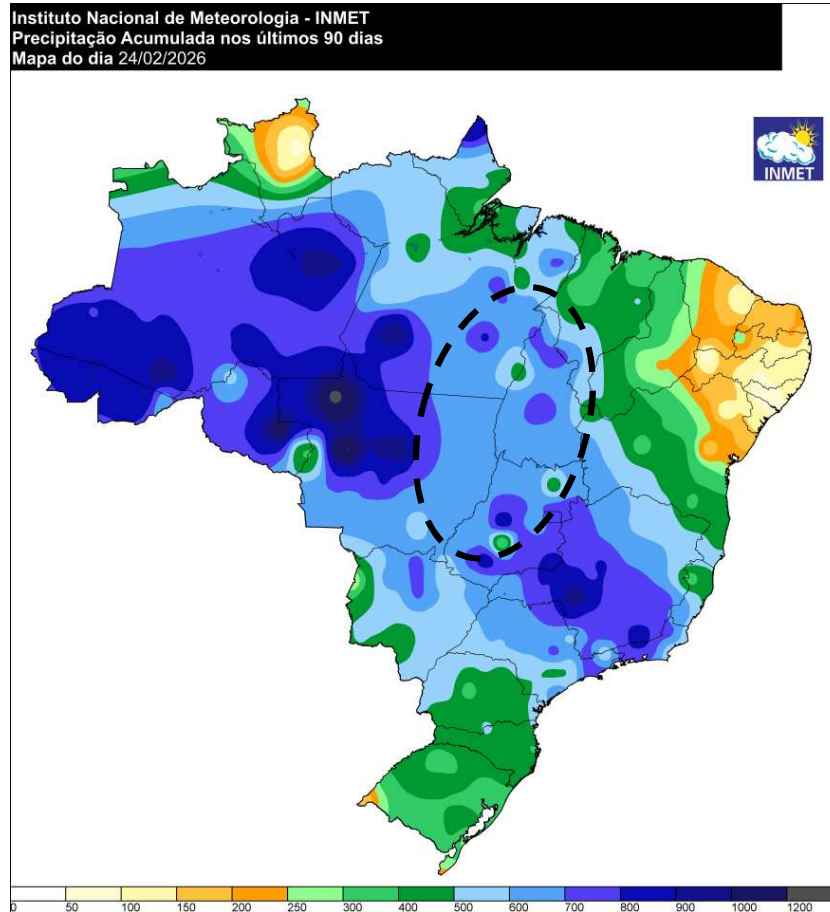 Instituto Nacional de Meteorologia - INMET
Precipitação Acumulada nos últimos 90 dias
Mapa do dia 24/02/2026
INMET
0 50 100 150 200 250 300 400 500 600 700 800 900 1000 1200